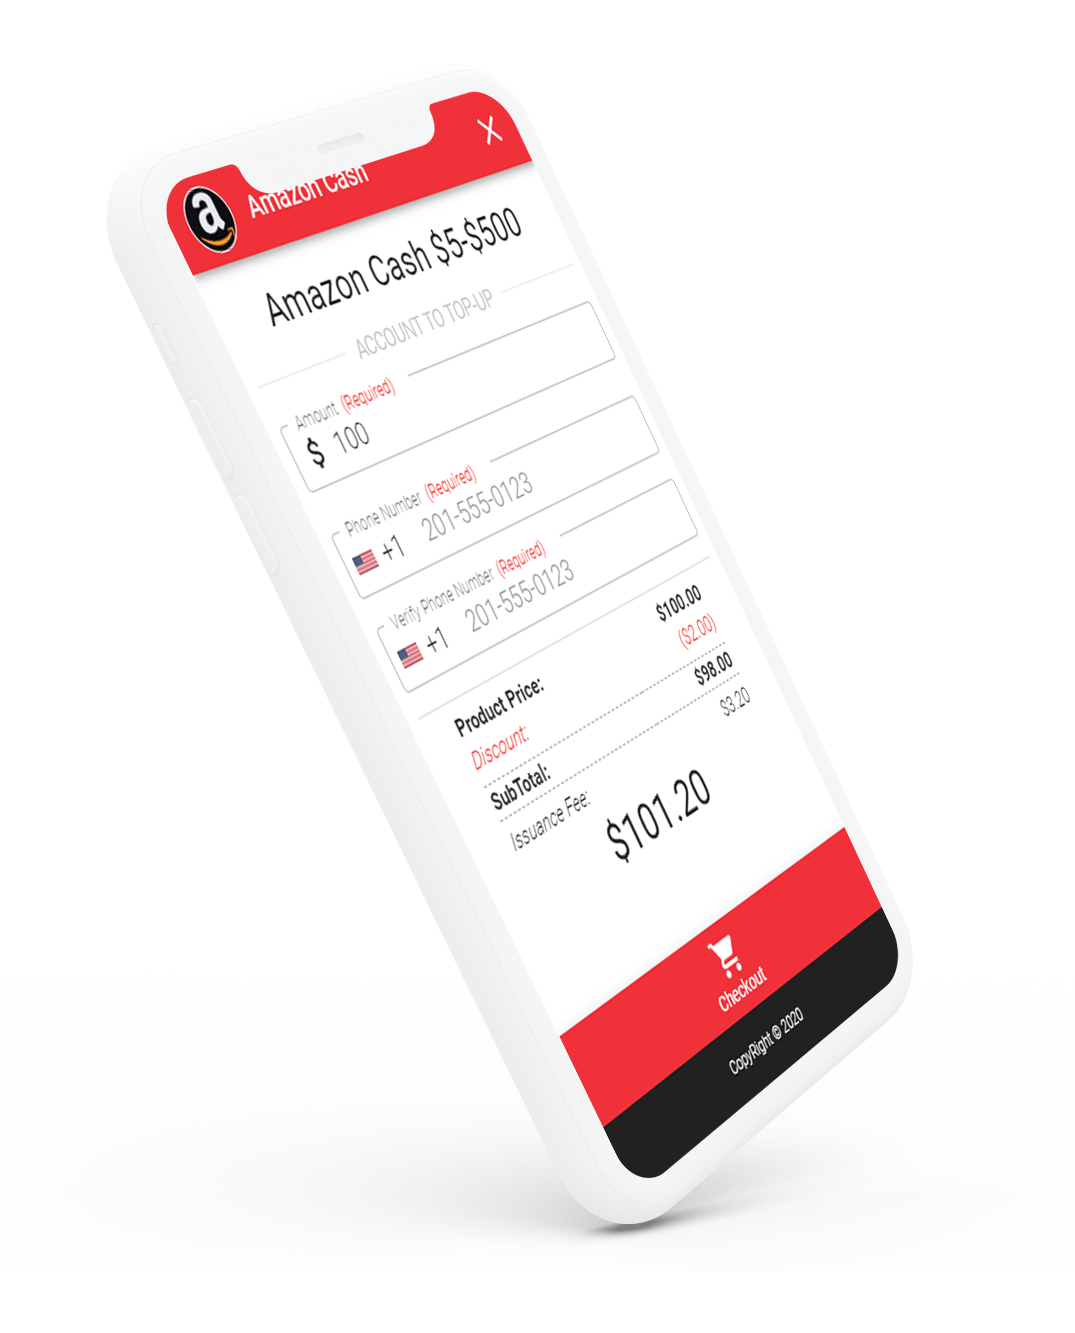 a
Amazon Cash
Amazon Cash $5-$500
ACCOUNT TO TOP-UP
Amount (Required)
$ 100
Phone Number (Required)
+1 201-555-0123
Verify Phone Number (Required)
+1 201-555-0123
Product Price: $100.00
Discount: ($2.00)
SubTotal: $98.00
Issuance Fee: $3.20
$101.20
Checkout
CopyRight © 2020